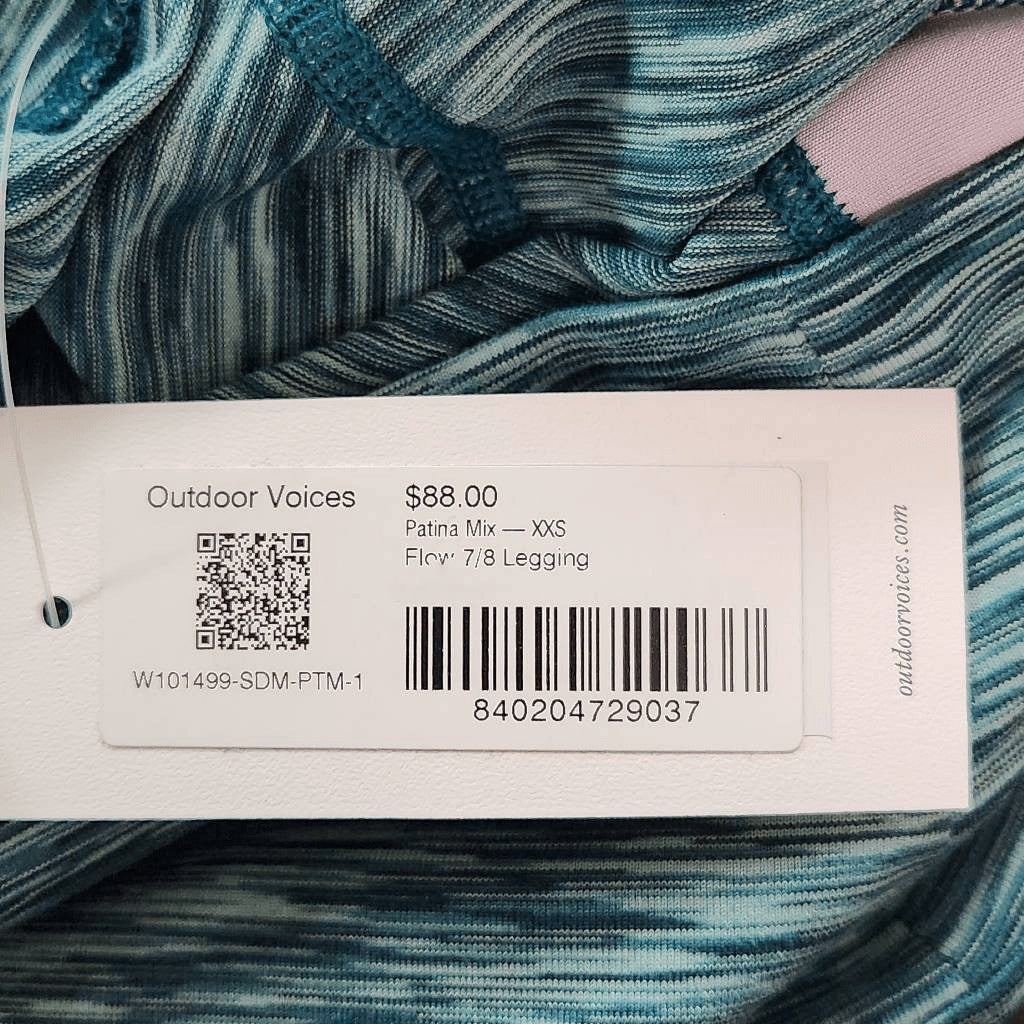 Outdoor Voices
W101499-SDM-PTM-1
$88.00
Patina Mix — XXS
Flow 7/8 Legging
840204729037
outdoorvoices.com